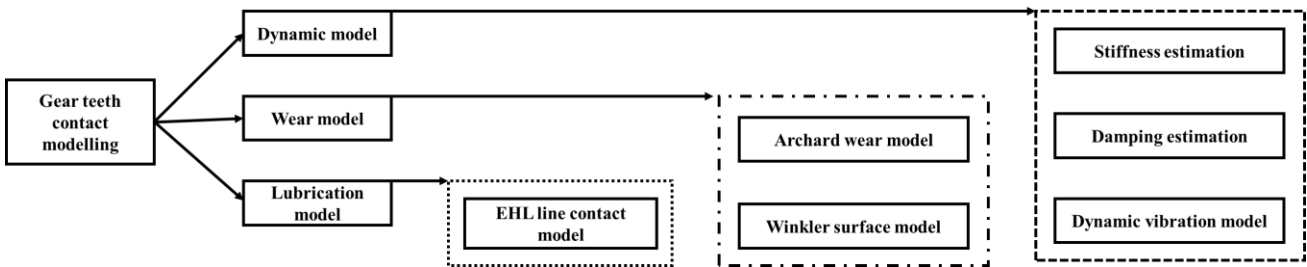 Gear teeth
contact
modelling
Dynamic model
Wear model
Lubrication
model
EHL line contact
model
Archard wear model
Winkler surface model
Stiffness estimation
Damping estimation
Dynamic vibration model